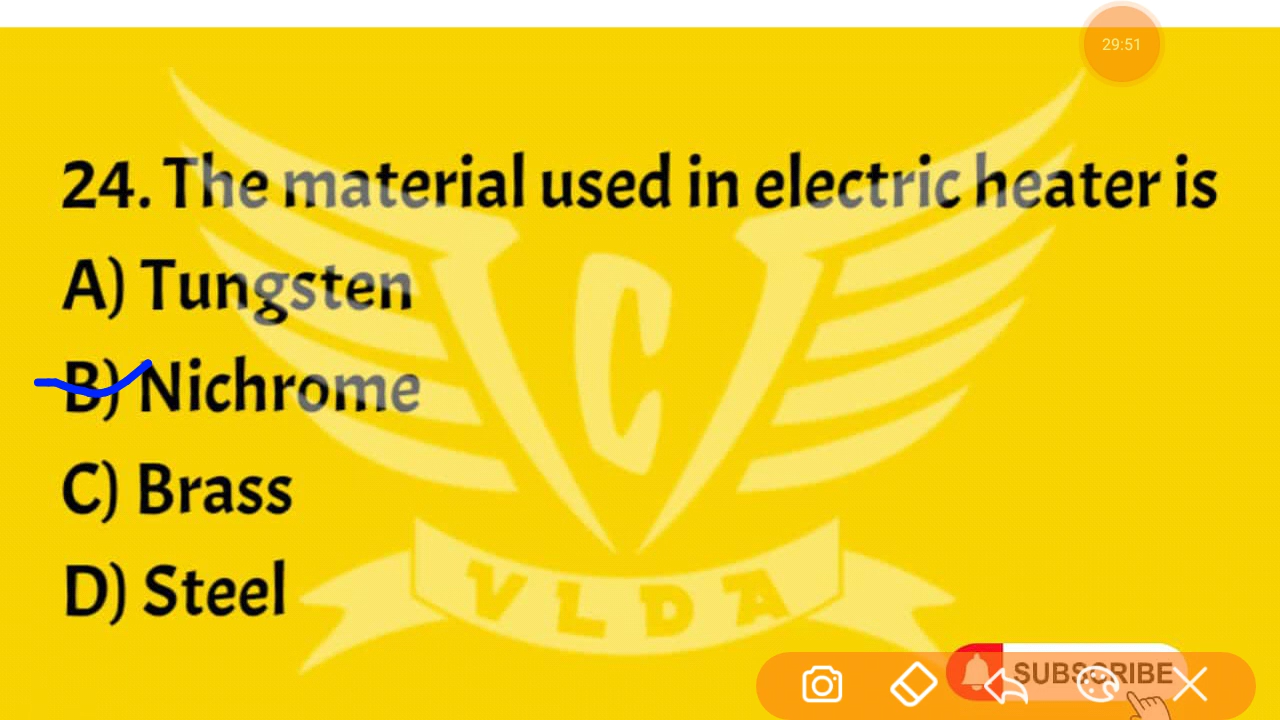 29:51
24. The material used in electric heater is
A) Tungsten
B) Nichrome
C) Brass
D) Steel
C
VLDA
SUBSCRIBE